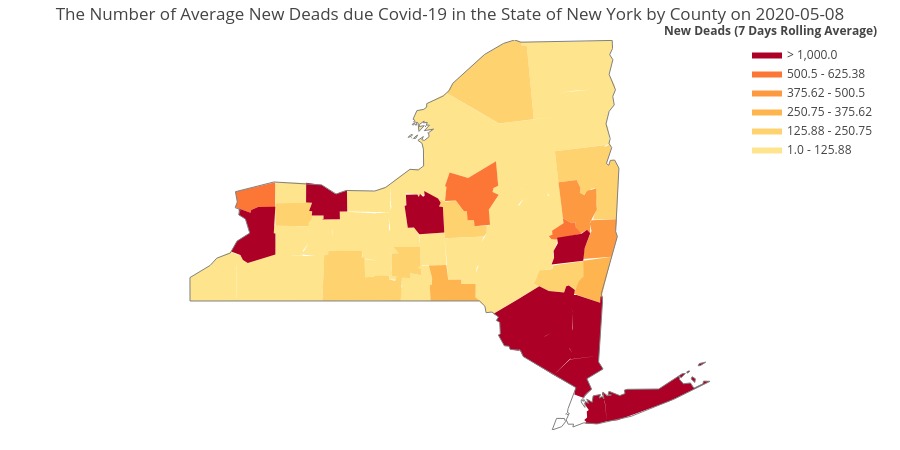 The Number of Average New Deads due Covid-19 in the State of New York by County on 2020-05-08
New Deads (7 Days Rolling Average)
> 1,000.0
500.5 - 625.38
375.62 - 500.5
250.75 - 375.62
125.88 - 250.75
1.0 - 125.88